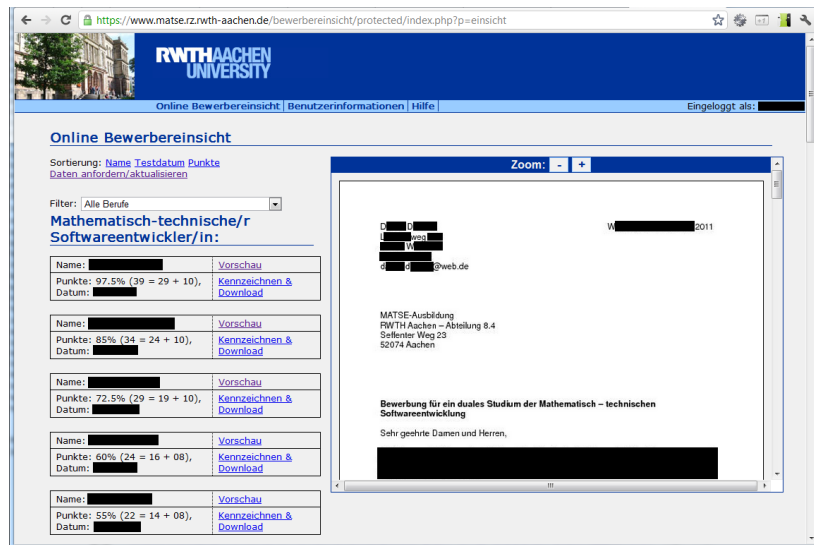 https://www.matse.rz.rwth-aachen.de/bewerbereinsicht/protected/index.php?p=einsicht
RWTHAACHEN
UNIVERSITY
Online Bewerbereinsicht | Benutzerinformationen | Hilfe |
Eingeloggt als:
Online Bewerbereinsicht
Sortierung: Name Testdatum Punkte
Daten anfordern/aktualisieren
Filter: Alle Berufe
Mathematisch-technische/r
Softwareentwickler/in:
Name: Vorschau
Punkte: 97.5% (39 = 29 + 10), Kennzeichnen &
Datum: Download
Name: Vorschau
Punkte: 85% (34 = 24 + 10), Kennzeichnen &
Datum: Download
Name: Vorschau
Punkte: 72.5% (29 = 19 + 10), Kennzeichnen &
Datum: Download
Name: Vorschau
Punkte: 60% (24 = 16 + 08), Kennzeichnen &
Datum: Download
Name: Vorschau
Punkte: 55% (22 = 14 + 08), Kennzeichnen &
Datum: Download
Zoom: - +
D D W 2011
L weg
W
d d @web.de
MATSE-Ausbildung
RWTH Aachen – Abteilung 8.4
Seffenter Weg 23
52074 Aachen
Bewerbung für ein duales Studium der Mathematisch – technischen
Softwareentwicklung
Sehr geehrte Damen und Herren,